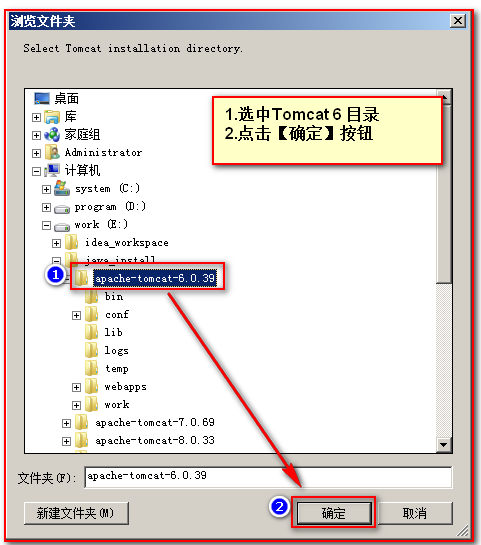 浏览文件夹
Select Tomcat installation directory.
1.选中Tomcat6 目录
2.点击【确定】按钮
桌面
库
家庭组
Administrator
计算机
system (C:)
program (D:)
work (E:)
idea_workspace
java_install
1
apache-tomcat-6.0.39
bin
conf
lib
logs
temp
webapps
work
apache-tomcat-7.0.69
apache-tomcat-8.0.33
文件夹(F): apache-tomcat-6.0.39
新建文件夹(M) 2 确定 取消